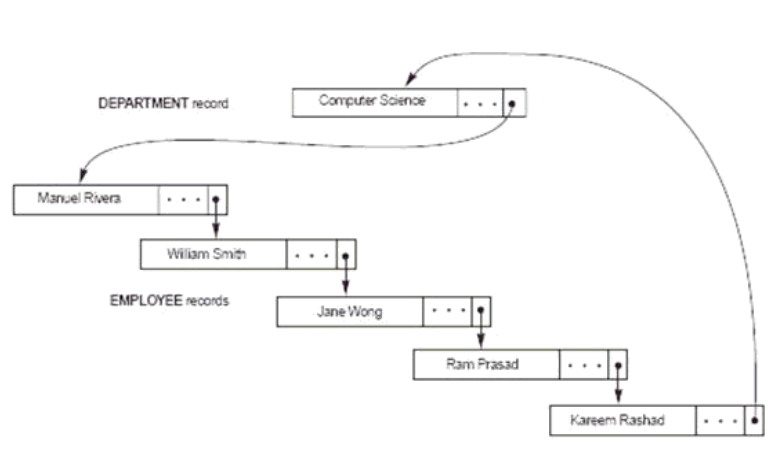 DEPARTMENT record
Computer Science
Manuel Rivera
William Smith
EMPLOYEE records
Jane Wong
Ram Prasad
Kareem Rashad